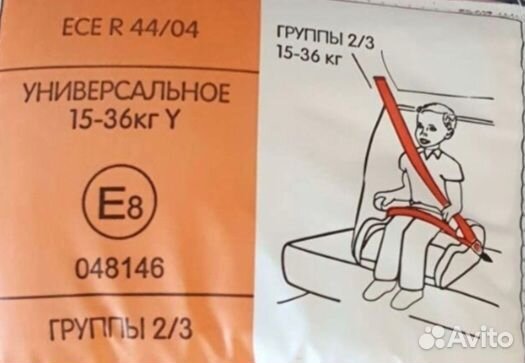 ECE R 44/04
УНИВЕРСАЛЬНОЕ
15-36кг Y
E8
048146
ГРУППЫ 2/3
ГРУППЫ 2/3
15-36 кг
Avito